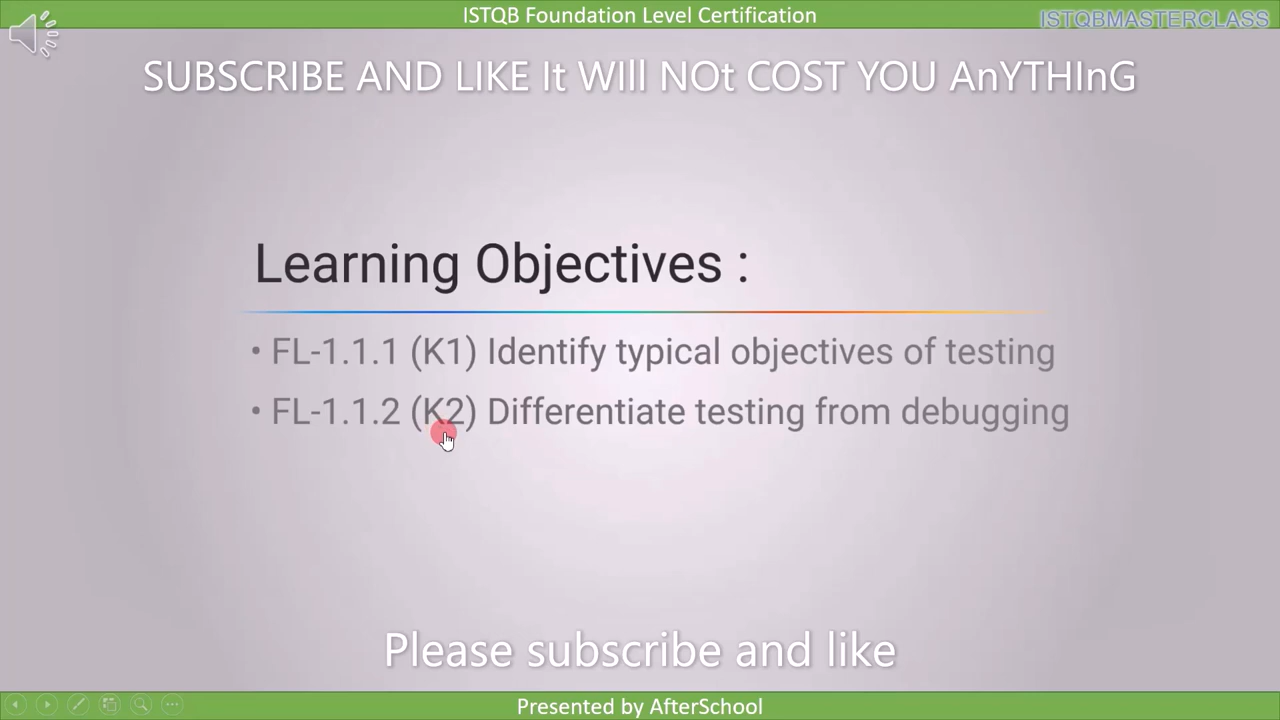 ISTQB Foundation Level Certification
ISTQBMASTERCLASS
SUBSCRIBE AND LIKE It WIll NOt COST YOU AnYTHInG
Learning Objectives :
• FL-1.1.1 (K1) Identify typical objectives of testing
• FL-1.1.2 (K2) Differentiate testing from debugging
Please subscribe and like
Presented by AfterSchool